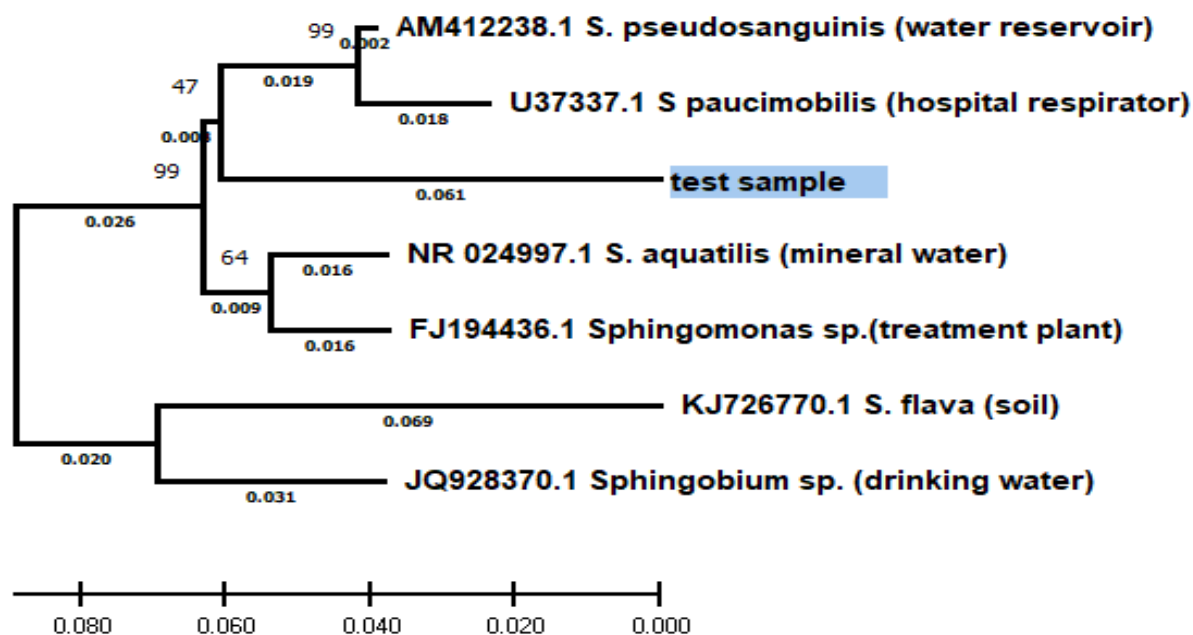 99
0.002
AM412238.1 S. pseudosanguinis (water reservoir)
0.019
47
U37337.1 S paucimobilis (hospital respirator)
0.018
99
test sample
0.061
0.026
64
NR 024997.1 S. aquatilis (mineral water)
0.016
0.009
FJ194436.1 Sphingomonas sp.(treatment plant)
0.016
KJ726770.1 S. flava (soil)
0.069
0.020
JQ928370.1 Sphingobium sp. (drinking water)
0.031
0.080 0.060 0.040 0.020 0.000